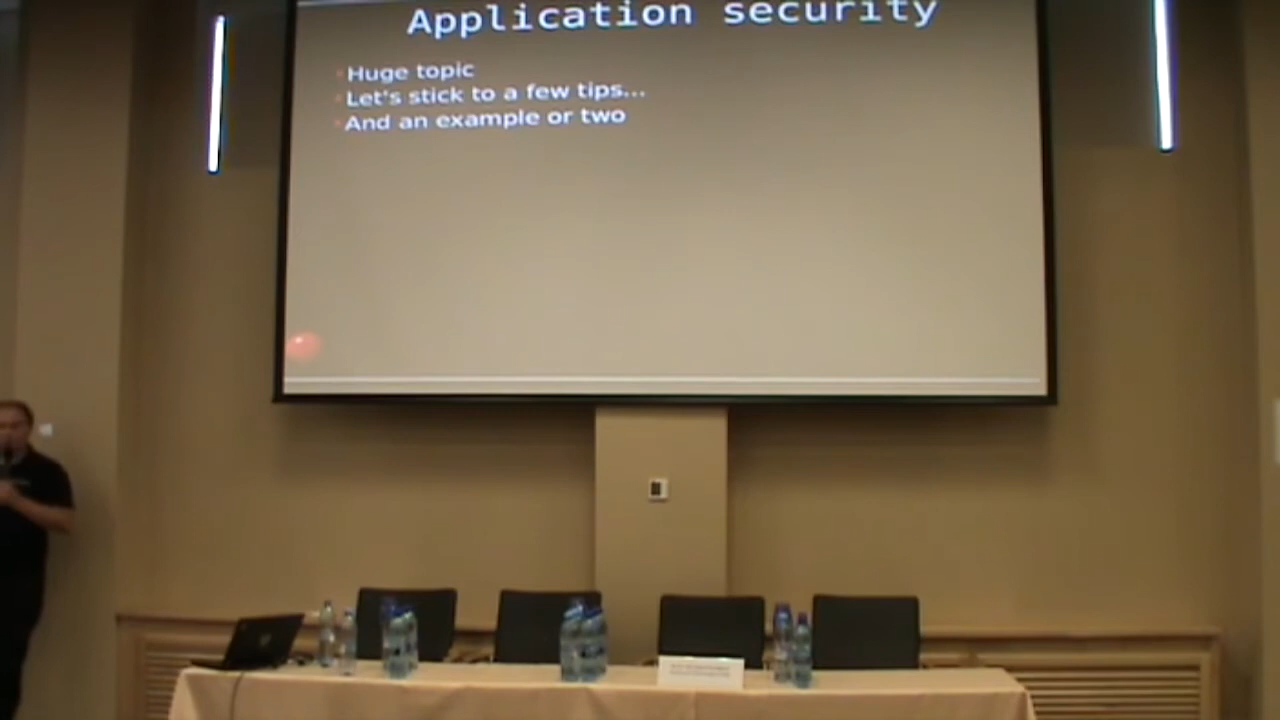 Application security
Huge topic
Let's stick to a few tips...
And an example or two